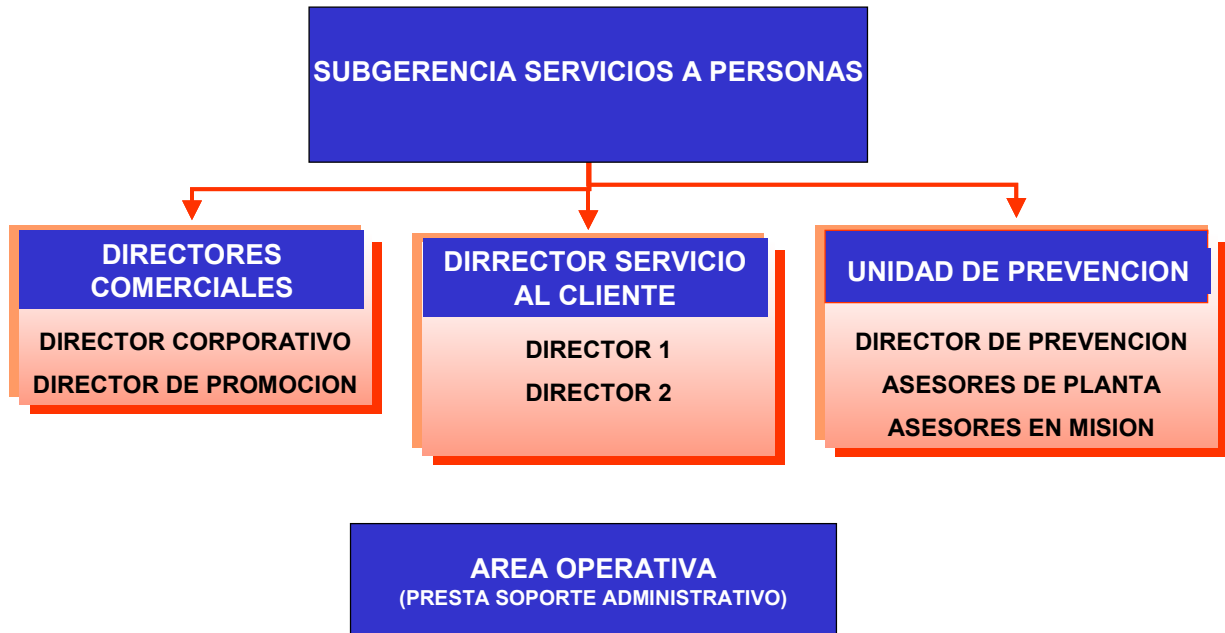 SUBGERENCIA SERVICIOS A PERSONAS
DIRECTORES
COMERCIALES
DIRECTOR CORPORATIVO
DIRECTOR DE PROMOCION
DIRRECTOR SERVICIO
AL CLIENTE
DIRECTOR 1
DIRECTOR 2
UNIDAD DE PREVENCION
DIRECTOR DE PREVENCION
ASESORES DE PLANTA
ASESORES EN MISION
AREA OPERATIVA
(PRESTA SOPORTE ADMINISTRATIVO)